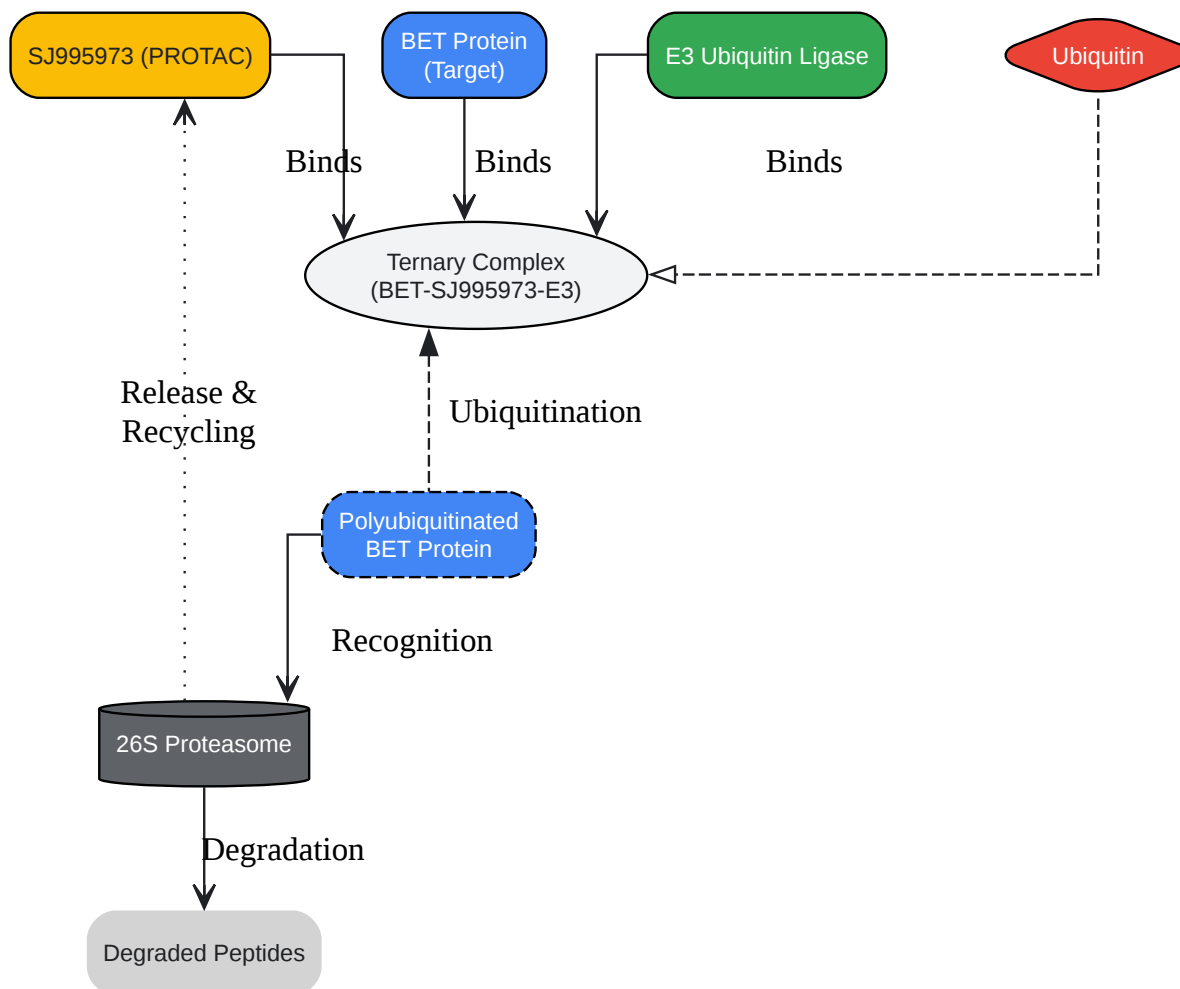 SJ995973 (PROTAC)
BET Protein
(Target)
E3 Ubiquitin Ligase
Ubiquitin
Binds
Binds
Binds
Ternary Complex
(BET-SJ995973-E3)
Release &
Recycling
Ubiquitination
Polyubiquitinated
BET Protein
Recognition
26S Proteasome
Degradation
Degraded Peptides